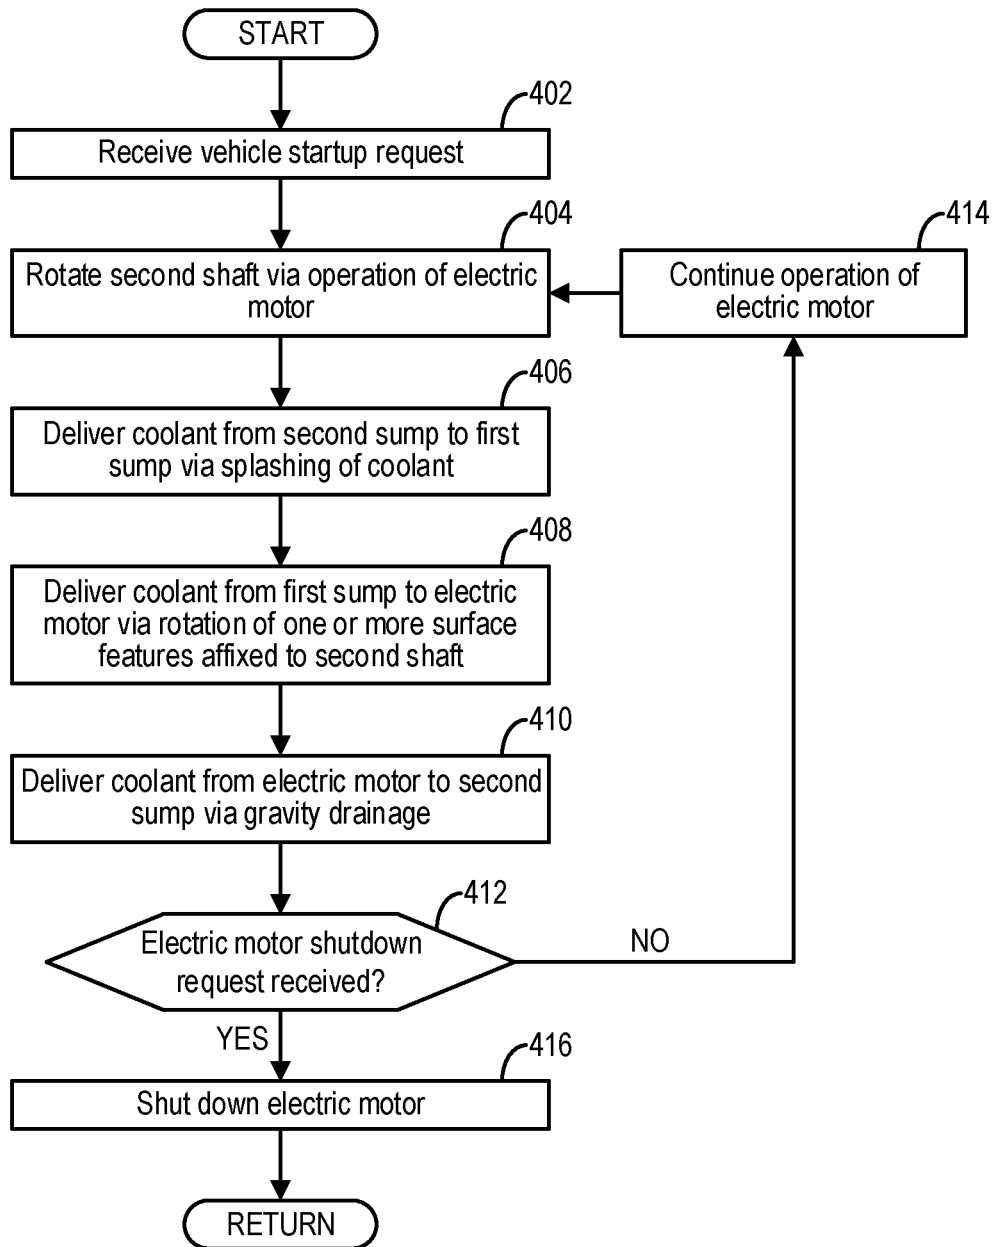 START
402
Receive vehicle startup request
404
Rotate second shaft via operation of electric
motor
414
Continue operation of
electric motor
406
Deliver coolant from second sump to first
sump via splashing of coolant
408
Deliver coolant from first sump to electric
motor via rotation of one or more surface
features affixed to second shaft
410
Deliver coolant from electric motor to second
sump via gravity drainage
412
Electric motor shutdown
request received?
NO
YES
416
Shut down electric motor
RETURN